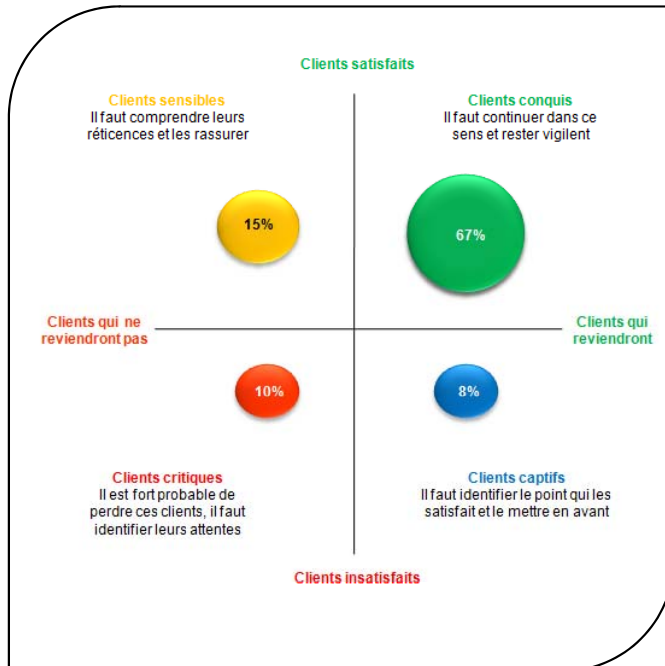 Clients satisfaits
Clients sensibles
Il faut comprendre leurs
réticences et les rassurer
Clients conquis
Il faut continuer dans ce
sens et rester vigilent
15%
67%
Clients qui ne
reviendront pas
Clients qui
reviendront
10%
8%
Clients critiques
Il est fort probable de
perdre ces clients, il faut
identifier leurs attentes
Clients captifs
Il faut identifier le point qui les
satisfait et le mettre en avant
Clients insatisfaits